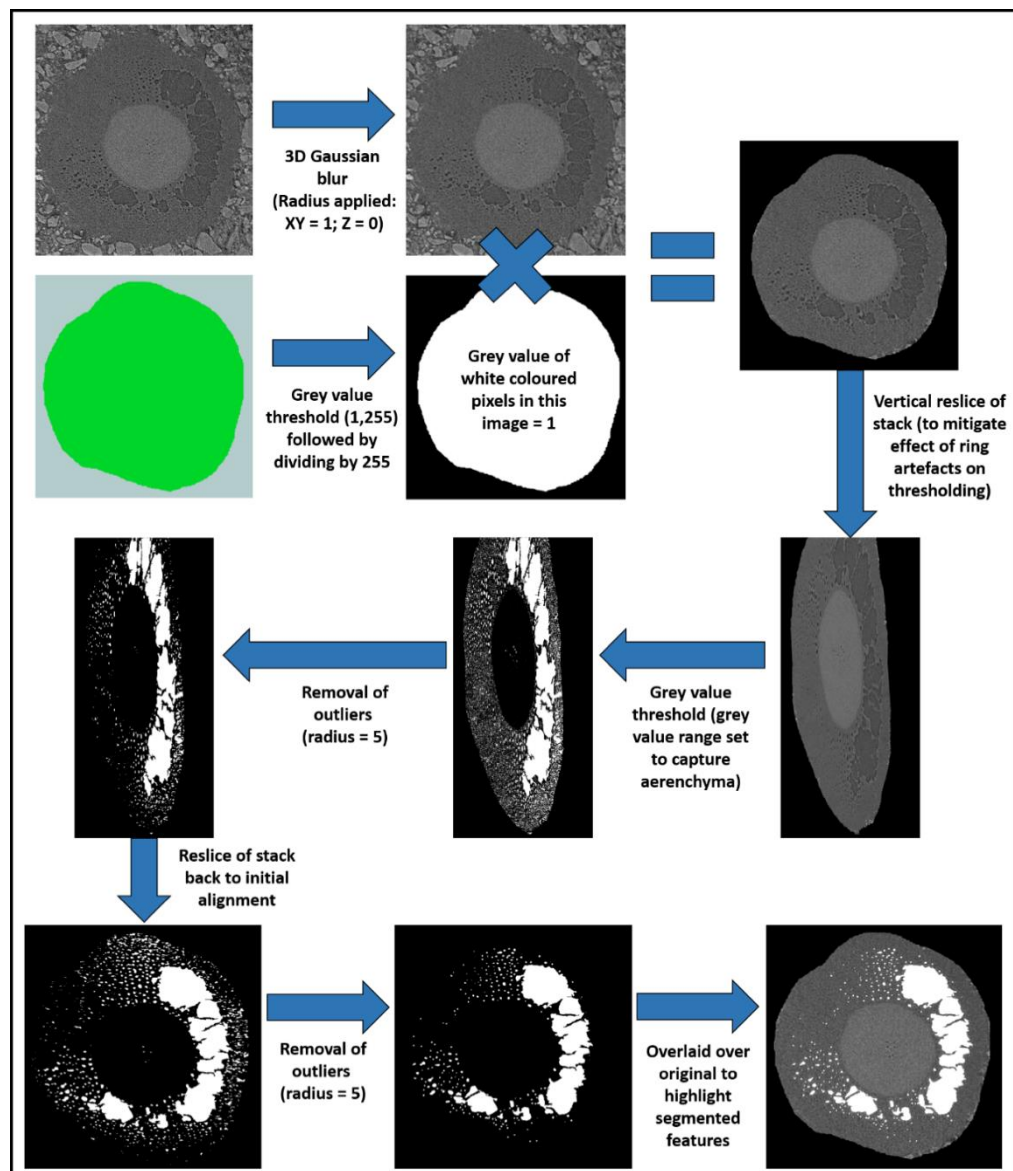 3D Gaussian
blur
(Radius applied:
XY = 1; Z = 0)
Grey value
threshold (1,255)
followed by
dividing by 255
Grey value of
white coloured
pixels in this
image = 1
Vertical reslice of
stack (to mitigate
effect of ring
artefacts on
thresholding)
Grey value
threshold (grey
value range set
to capture
aerenchyma)
Removal of
outliers
(radius = 5)
Reslice of stack
back to initial
alignment
Removal of
outliers
(radius = 5)
Overlaid over
original to
highlight
segmented
features